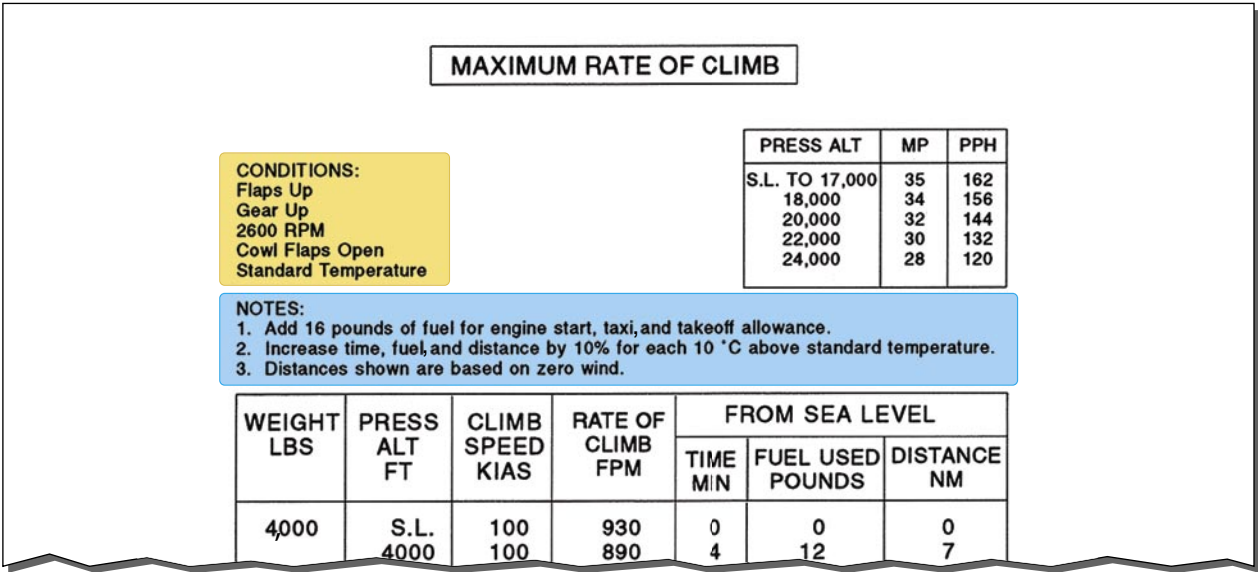 MAXIMUM RATE OF CLIMB
CONDITIONS:
Flaps Up
Gear Up
2600 RPM
Cowl Flaps Open
Standard Temperature
PRESS ALT MP PPH
S.L. TO 17,000 35 162
18,000 34 156
20,000 32 144
22,000 30 132
24,000 28 120
NOTES:
1. Add 16 pounds of fuel for engine start, taxi, and takeoff allowance.
2. Increase time, fuel, and distance by 10% for each 10 °C above standard temperature.
3. Distances shown are based on zero wind.
WEIGHT LBS PRESS ALT FT CLIMB SPEED KIAS RATE OF CLIMB FPM FROM SEA LEVEL
TIME MIN FUEL USED POUNDS DISTANCE NM
4,000 S.L. 100 930 0 0 0
4000 100 890 4 12 7